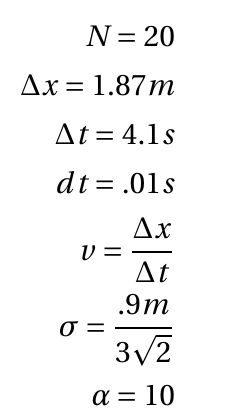 N = 20
Δx = 1.87m
Δt = 4.1s
dt = .01s
v = Δx/Δt
σ = .9m/3√2
α = 10